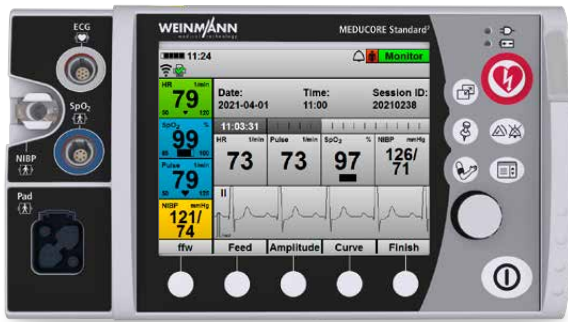 ECG
SpO2
NIBP
Pad
WEINMANN
medical technology
MEDUCORE Standard²
11:24
Monitor
HR 1/min
79
50 120
SpO2 %
99
85 100
Pulse 1/min
79
50 120
NIBP mmHg
121/
74
Date: Time: Session ID:
2021-04-01 11:00 20210238
11:03:31
HR 1/min Pulse 1/min SpO2 % NIBP mmHg
73 73 97 126/
71
II
ffw Feed Amplitude Curve Finish